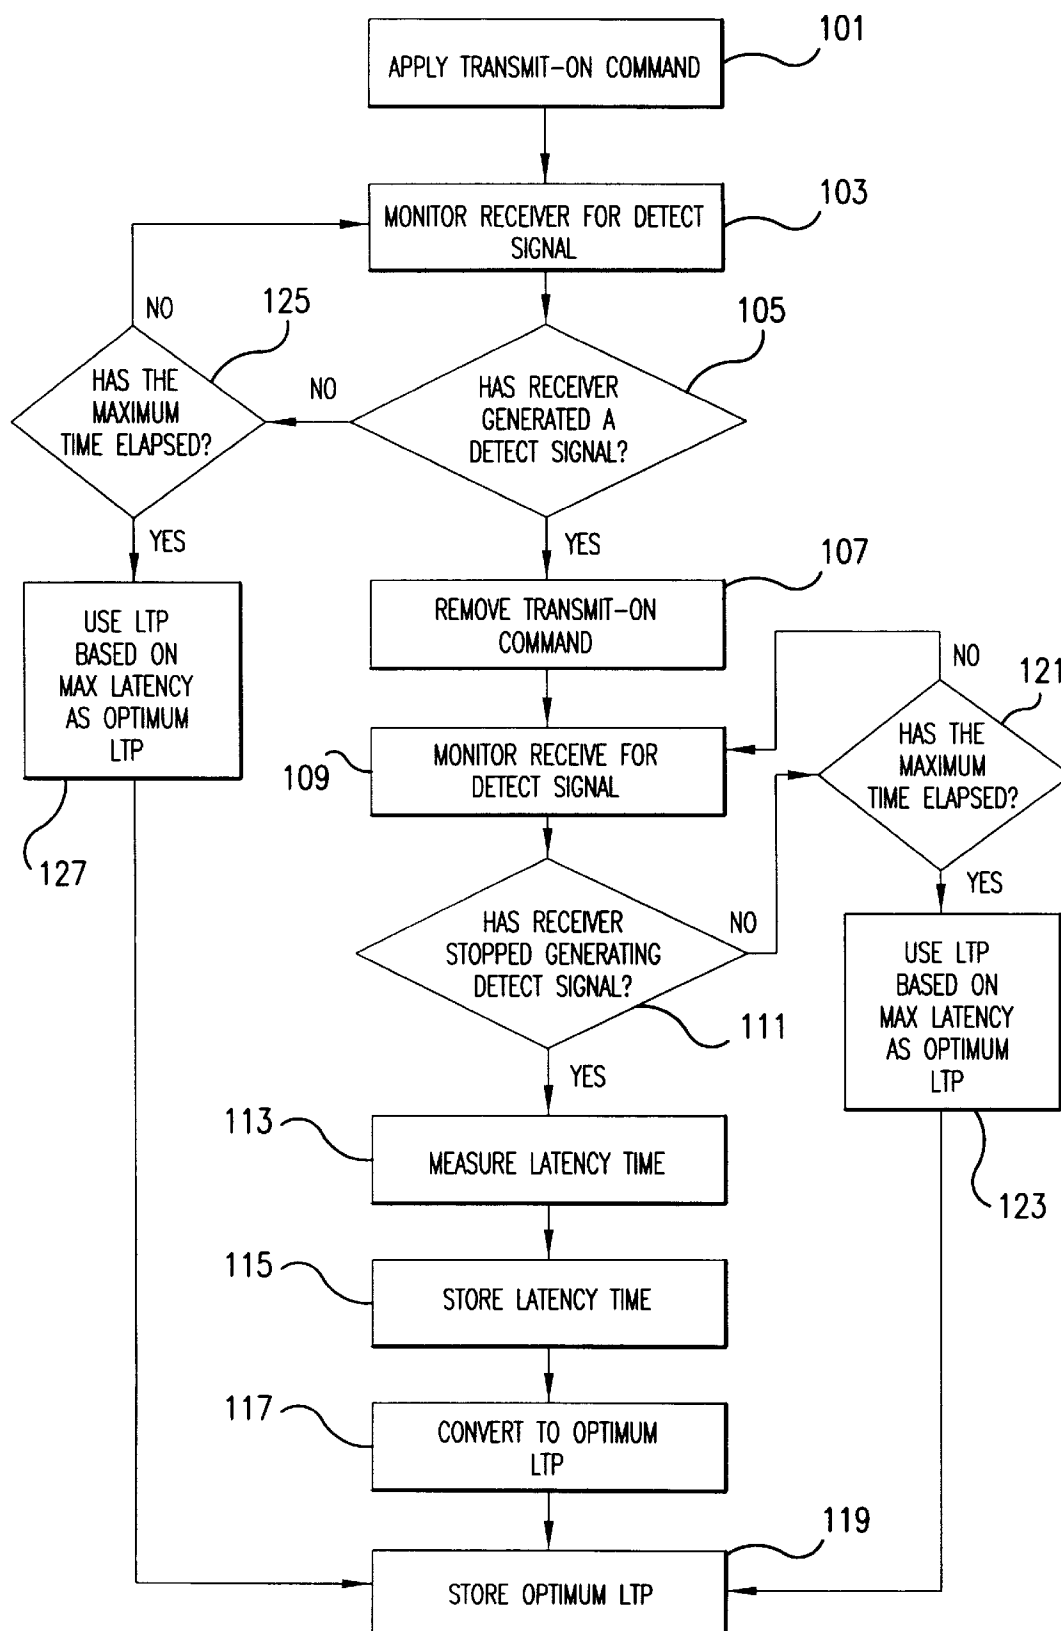 101
APPLY TRANSMIT-ON COMMAND
103
MONITOR RECEIVER FOR DETECT
SIGNAL
NO
125
105
HAS THE
MAXIMUM
TIME ELAPSED?
NO
HAS RECEIVER
GENERATED A
DETECT SIGNAL?
YES
YES
107
USE LTP
BASED ON
MAX LATENCY
AS OPTIMUM
LTP
127
REMOVE TRANSMIT-ON
COMMAND
NO
121
109
MONITOR RECEIVE FOR
DETECT SIGNAL
HAS THE
MAXIMUM
TIME ELAPSED?
YES
HAS RECEIVER
STOPPED GENERATING
DETECT SIGNAL?
NO
111
YES
USE LTP
BASED ON
MAX LATENCY
AS OPTIMUM
LTP
123
113
MEASURE LATENCY TIME
115
STORE LATENCY TIME
117
CONVERT TO OPTIMUM
LTP
119
STORE OPTIMUM LTP